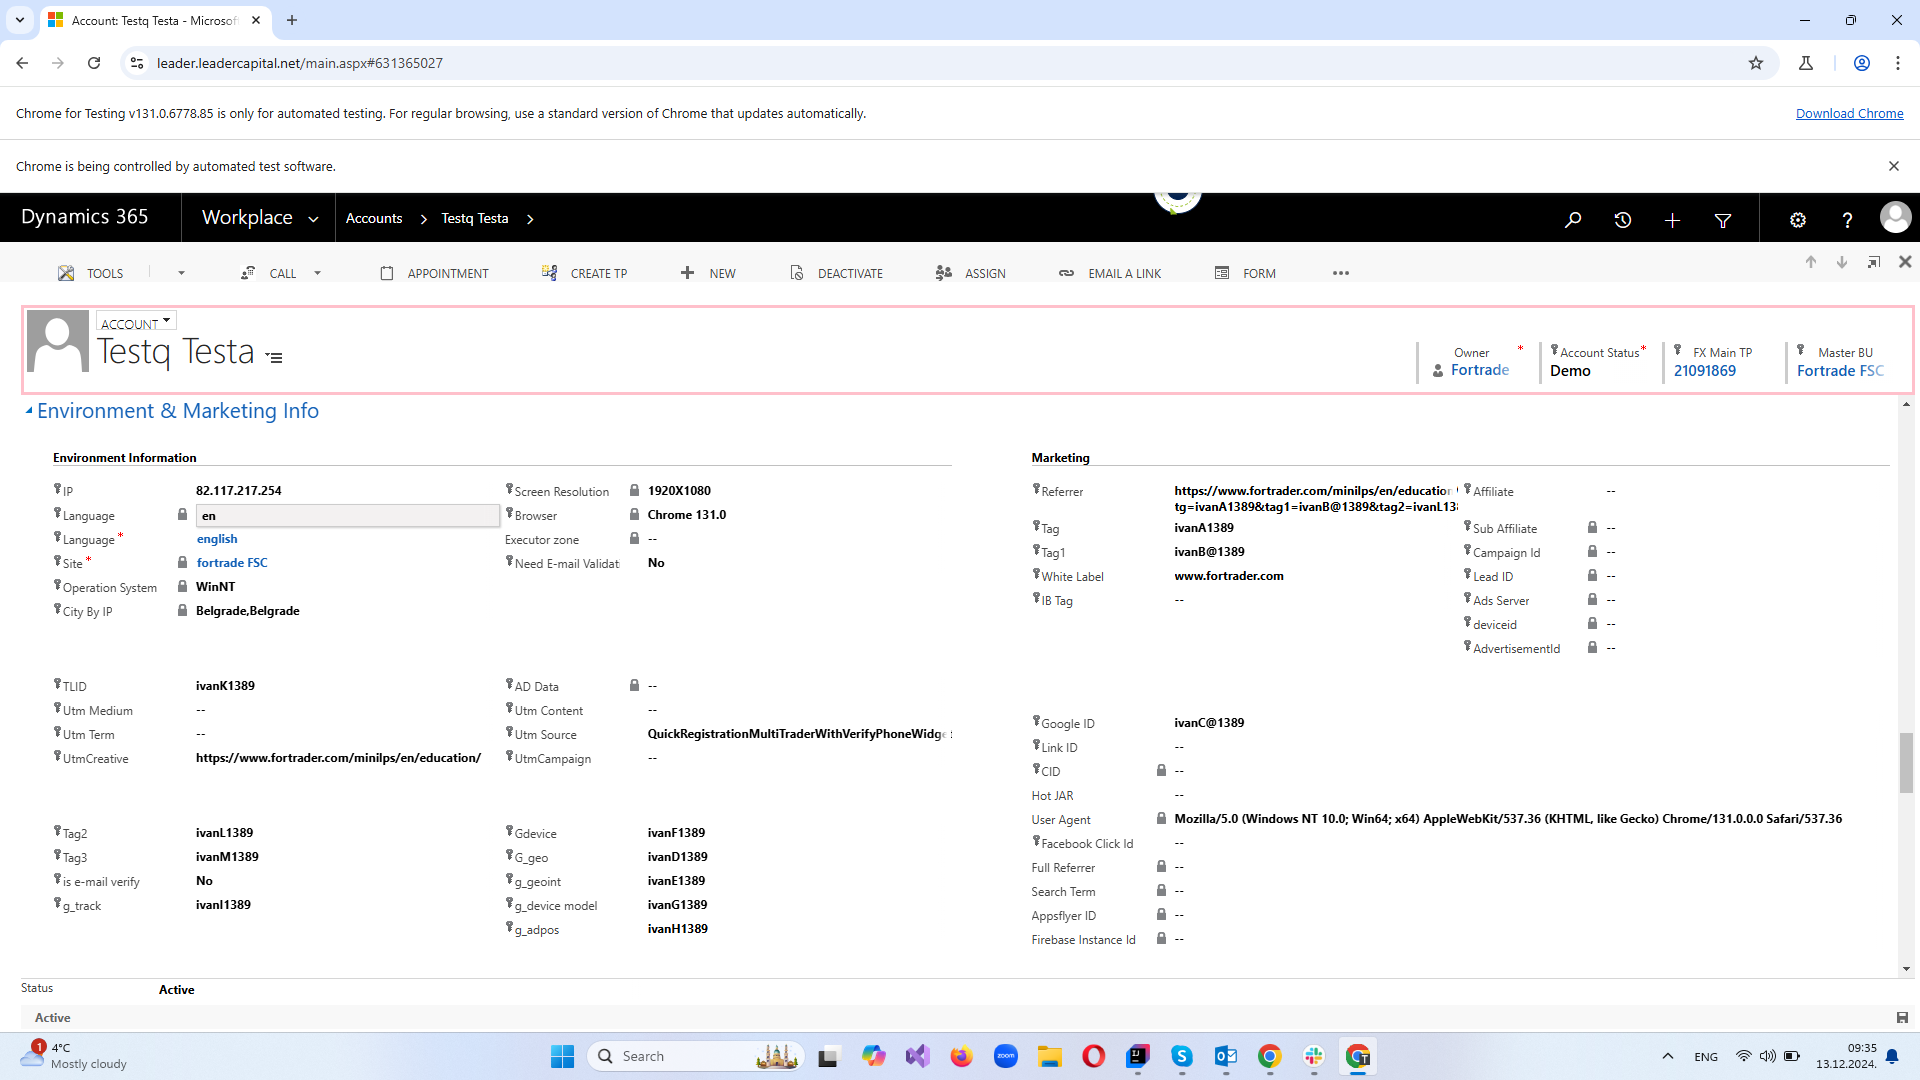 Account: Testq Testa - Microsof
leader.leadercapital.net/main.aspx#631365027
Chrome for Testing v131.0.6778.85 is only for automated testing. For regular browsing, use a standard version of Chrome that updates automatically.
Download Chrome
Chrome is being controlled by automated test software.
Dynamics 365
Workplace
Accounts
Testq Testa
TOOLS
CALL
APPOINTMENT
CREATE TP
NEW
DEACTIVATE
ASSIGN
EMAIL A LINK
FORM
ACCOUNT
Testq Testa
Owner *
Fortrade
Account Status *
Demo
FX Main TP
21091869
Master BU
Fortrade FSC
Environment & Marketing Info
Environment Information
IP 82.117.217.254
Language en
Language * english
Site * fortrade FSC
Operation System WinNT
City By IP Belgrade,Belgrade
Screen Resolution 1920X1080
Browser Chrome 131.0
Executor zone --
Need E-mail Validat No
TLID ivanK1389
Utm Medium --
Utm Term --
UtmCreative https://www.fortrader.com/minilps/en/education/
AD Data --
Utm Content --
Utm Source QuickRegistrationMultiTraderWithVerifyPhoneWidge
UtmCampaign --
Tag2 ivanL1389
Tag3 ivanM1389
is e-mail verify No
g_track ivanI1389
Gdevice ivanF1389
G_geo ivanD1389
g_geoint ivanE1389
g_device model ivanG1389
g_adpos ivanH1389
Marketing
Referrer https://www.fortrader.com/minilps/en/education
tg=ivanA1389&tag1=ivanB@1389&tag2=ivanL138
Tag ivanA1389
Tag1 ivanB@1389
White Label www.fortrader.com
IB Tag --
Affiliate --
Sub Affiliate --
Campaign Id --
Lead ID --
Ads Server --
deviceid --
AdvertisementId --
Google ID ivanC@1389
Link ID --
CID --
Hot JAR --
User Agent Mozilla/5.0 (Windows NT 10.0; Win64; x64) AppleWebKit/537.36 (KHTML, like Gecko) Chrome/131.0.0.0 Safari/537.36
Facebook Click Id --
Full Referrer --
Search Term --
Appsflyer ID --
Firebase Instance Id --
Status Active
Active
1
4°C
Mostly cloudy
Search
zoom
ENG
09:35
13.12.2024.